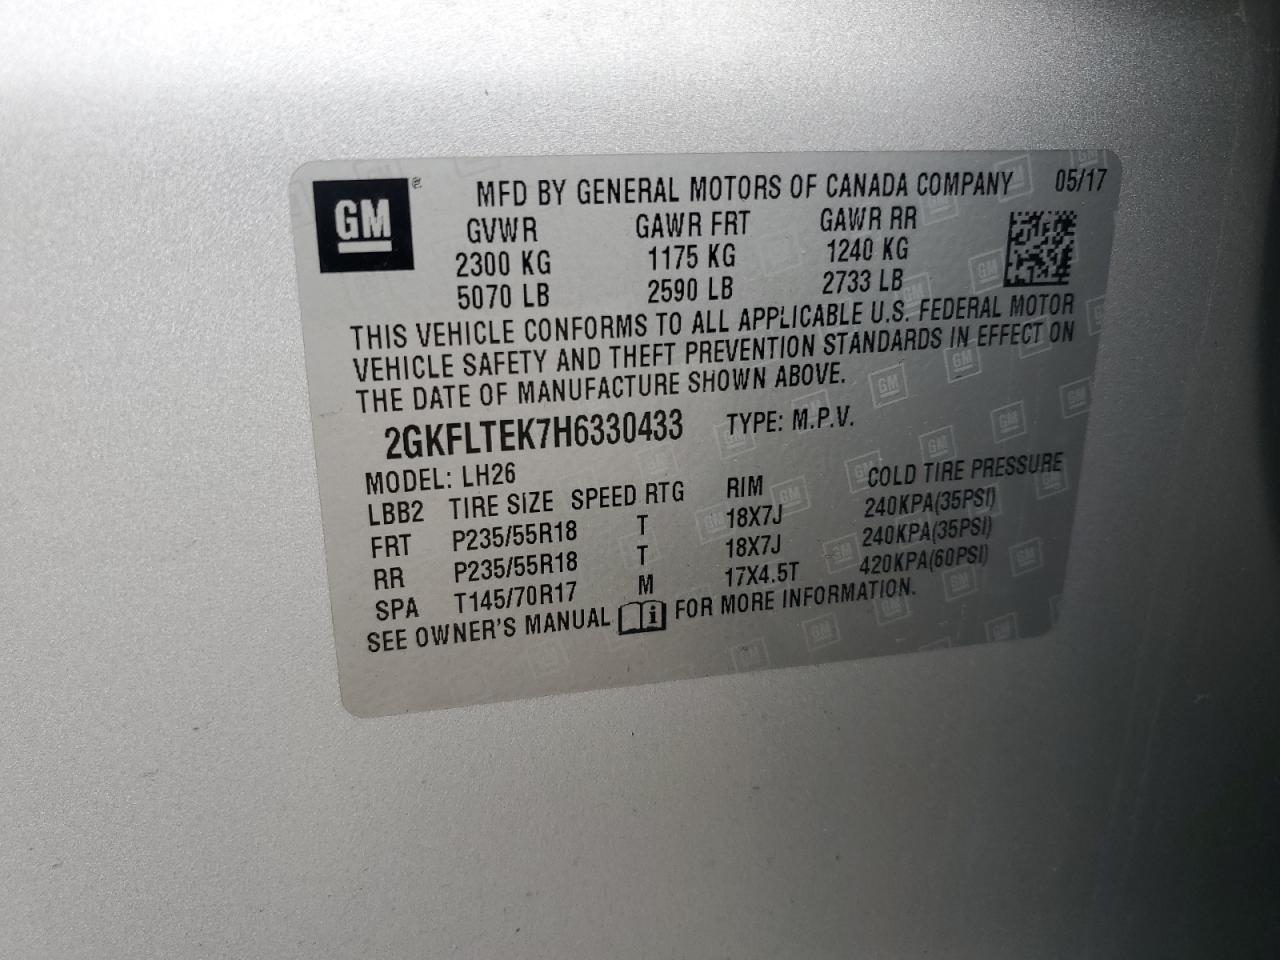 GM
MFD BY GENERAL MOTORS OF CANADA COMPANY 05/17
GVWR GAWR FRT GAWR RR
2300 KG 1175 KG 1240 KG
5070 LB 2590 LB 2733 LB
THIS VEHICLE CONFORMS TO ALL APPLICABLE U.S. FEDERAL MOTOR
VEHICLE SAFETY AND THEFT PREVENTION STANDARDS IN EFFECT ON
THE DATE OF MANUFACTURE SHOWN ABOVE.
2GKFLTEK7H6330433 TYPE: M.P.V.
MODEL: LH26
LBB2 TIRE SIZE SPEED RTG RIM COLD TIRE PRESSURE
FRT P235/55R18 T 18X7J 240KPA(35PSI)
RR P235/55R18 T 18X7J 240KPA(35PSI)
SPA T145/70R17 M 17X4.5T 420KPA(60PSI)
SEE OWNER'S MANUAL FOR MORE INFORMATION.